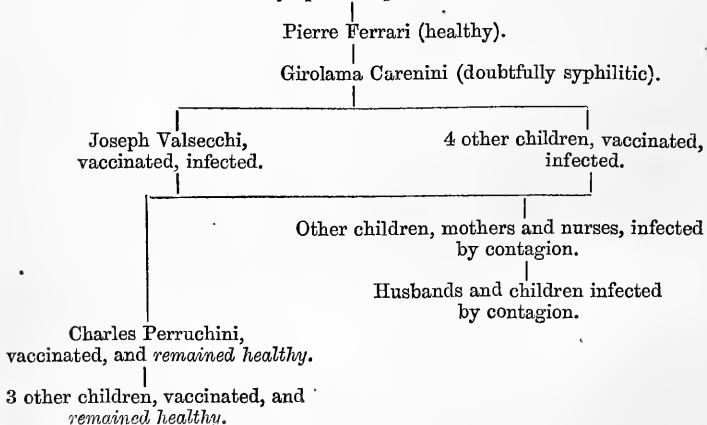 Pierre Ferrari (healthy).
Girolama Carenini (doubtfully syphilitic).
Joseph Valsecchi,
vaccinated, infected.
4 other children, vaccinated,
infected.
Other children, mothers and nurses, infected
by contagion.
Husbands and children infected
by contagion.
Charles Perruchini,
vaccinated, and remained healthy.
3 other children, vaccinated, and
remained healthy.